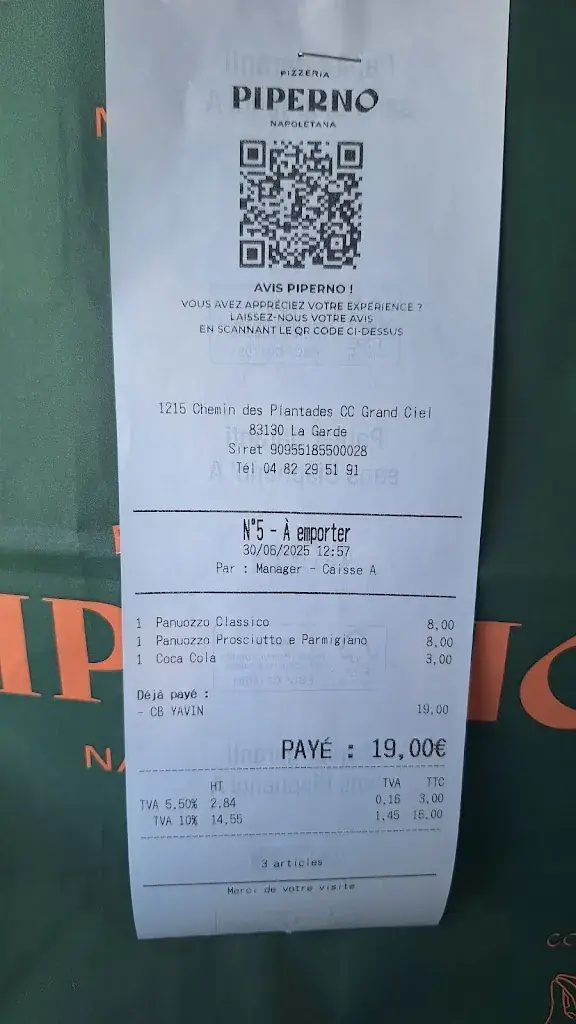 PIZZERIA
PIPERNO
NAPOLETANA
AVIS PIPERNO !
VOUS AVEZ APPRÉCIEZ VOTRE EXPÉRIENCE ?
LAISSEZ-NOUS VOTRE AVIS
EN SCANNANT LE QR CODE CI-DESSUS
1215 Chemin des Plantades CC Grand Ciel
83130 La Garde
Siret 90955185500028
Tél 04 82 29 51 91
N°5 - À emporter
30/06/2025 12:57
Par : Manager - Caisse A
1 Panuozzo Classico 8,00
1 Panuozzo Prosciutto e Parmigiano 8,00
1 Coca Cola 3,00
Déjà payé :
- CB YAVIN 19,00
PAYÉ : 19,00€
HT TVA TTC
TVA 5.50% 2,84 0,16 3,00
TVA 10% 14,55 1,45 16,00
3 articles
Merci de votre visite